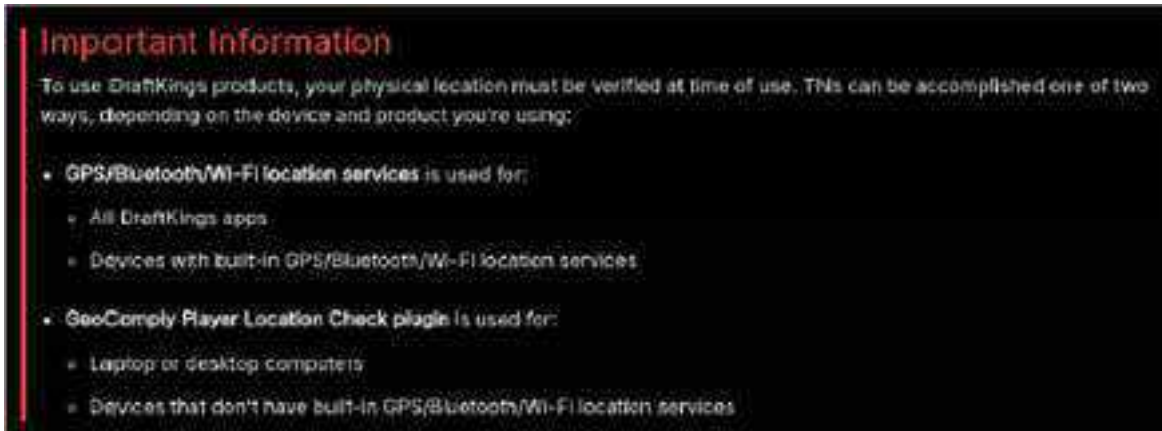 Important Information
To use DraftKings products, your physical location must be verified at time of use. This can be accomplished one of two
ways, depending on the device and product you're using:
• GPS/Bluetooth/Wi-Fi location services is used for:
◦ All DraftKings apps
◦ Devices with built-in GPS/Bluetooth/Wi-Fi location services
• GeoComply Player Location Check plugin is used for:
◦ Laptop or desktop computers
◦ Devices that don't have built-in GPS/Bluetooth/Wi-Fi location services